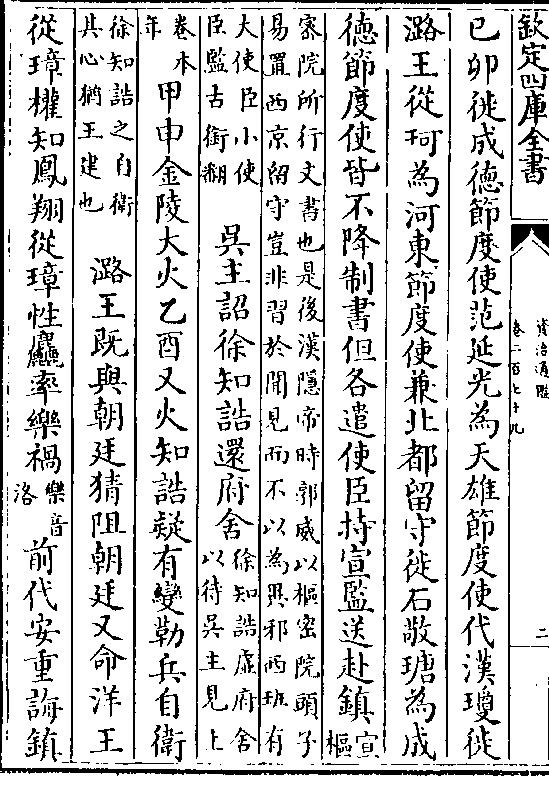 欽定四庫全書
資治通鑑
卷二百七十九
二
己卯徙成德節度使范延光為天雄節度使代漢瓊徙
潞王從珂為河東節度使兼北都留守徙石敬瑭為成
德節度使皆不降制書但各遣使臣持宣監送赴鎮宣樞
密院所行文書也是後漢隱帝時郭威以樞密院頭子
易置西京留守豈非習於聞見而不以為異邪西班有
大使臣小使
臣監古銜翻
吳主詔徐知誥還府舍徐知誥虛府舍
以待吳主見上
卷本
年
甲申金陵大火乙酉又火知誥疑有變勒兵自衛
徐知誥之自衛
其心猶王建也
潞王既與朝廷猜阻朝廷又命洋王
從璋權知鳳翔從璋性麤率樂禍樂音
洛
前代安重誨鎮